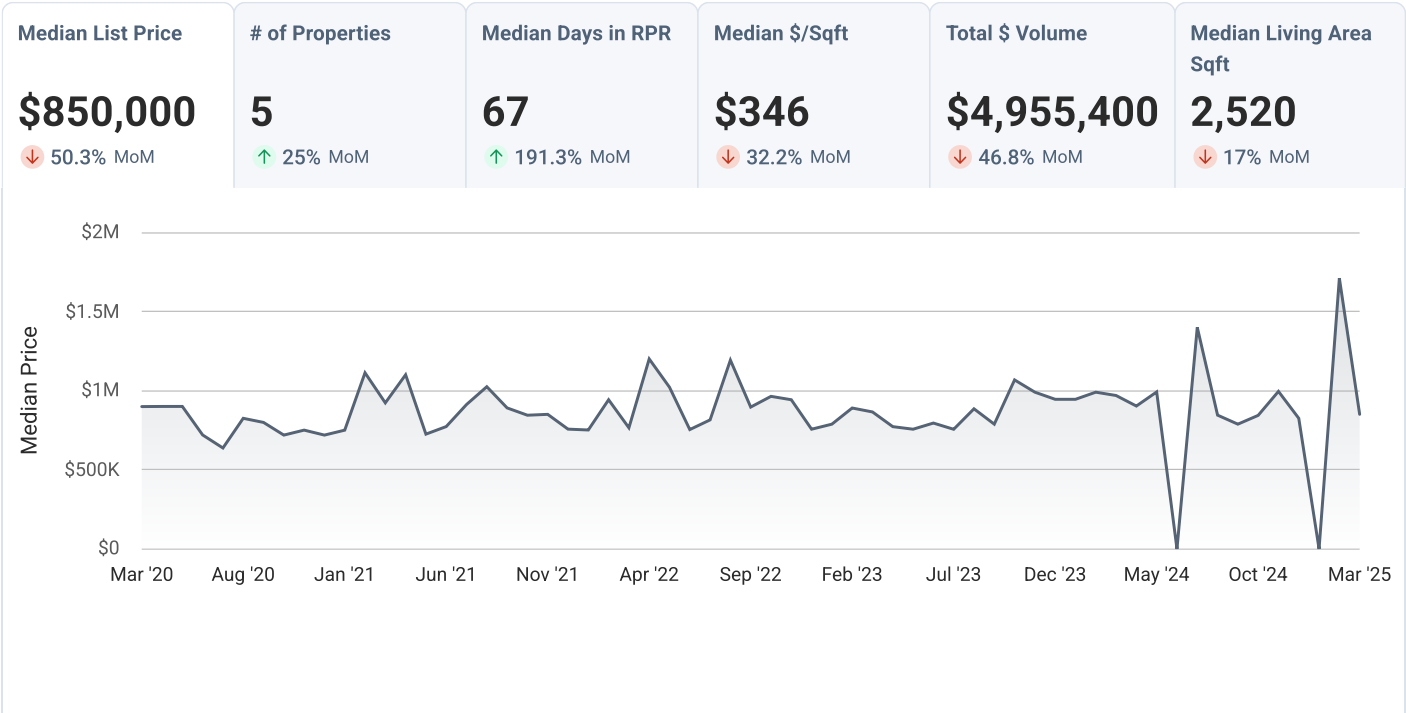 Median List Price
$850,000
50.3% MoM
# of Properties
5
25% MoM
Median Days in RPR
67
191.3% MoM
Median $/Sqft
$346
32.2% MoM
Total $ Volume
$4,955,400
46.8% MoM
Median Living Area
Sqft
2,520
17% MoM
Median Price
$2M
$1.5M
$1M
$500K
$0
Mar '20 Aug '20 Jan '21 Jun '21 Nov '21 Apr '22 Sep '22 Feb '23 Jul '23 Dec '23 May '24 Oct '24 Mar '25